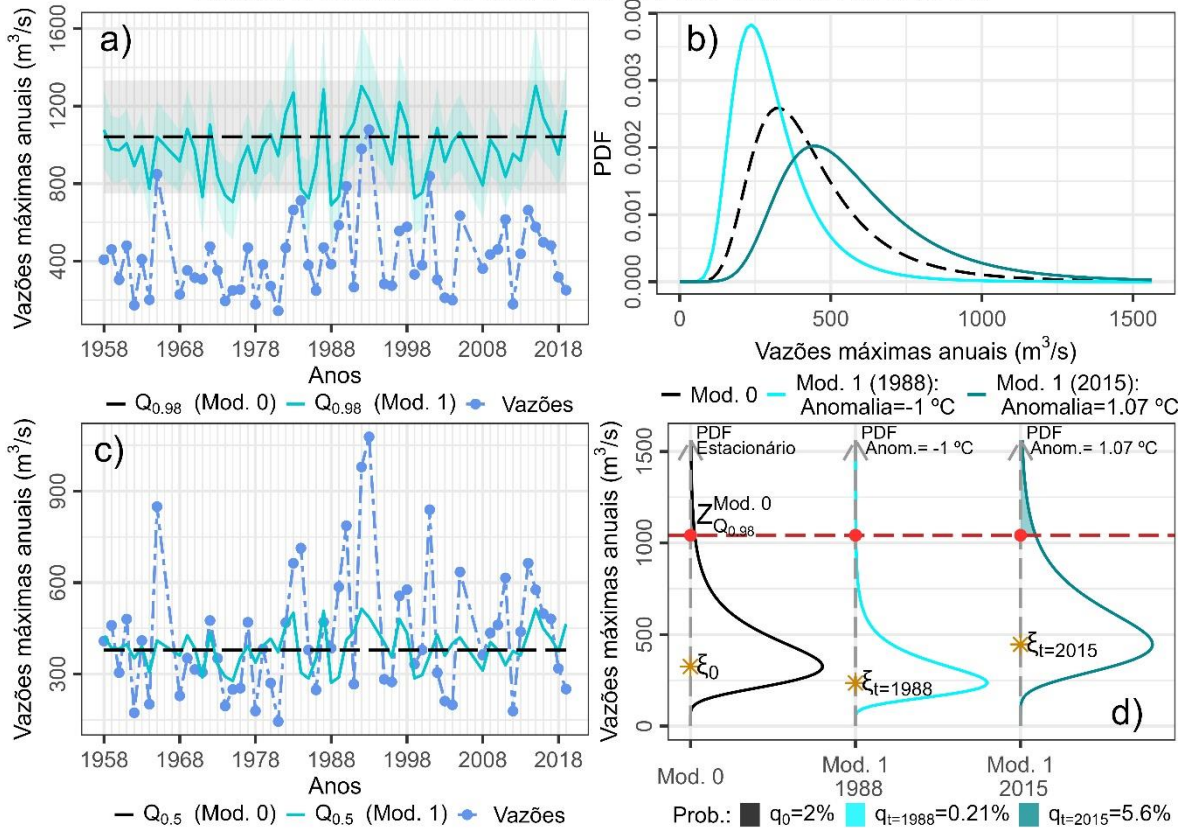 a)
Vazões máximas anuais (m³/s)
1600
1200
800
400
1958 1968 1978 1988 1998 2008 2018
Anos
Q0.98 (Mod. 0) Q0.98 (Mod. 1) Vazões
b)
PDF
0.003
0.002
0.001
0.000
0 500 1000 1500
Vazões máximas anuais (m³/s)
Mod. 0 Mod. 1 (1988): Mod. 1 (2015):
Anomalia=-1 ºC Anomalia=1.07 ºC
c)
Vazões máximas anuais (m³/s)
900
600
300
1958 1968 1978 1988 1998 2008 2018
Anos
Q0.5 (Mod. 0) Q0.5 (Mod. 1) Vazões
d)
Vazões máximas anuais (m³/s)
1500
1000
500
0
PDF PDF PDF
Estacionário Anom.= -1 ºC Anom.= 1.07 ºC
Z Mod. 0 Q0.98
ξ0
ξt=1988
ξt=2015
Mod. 0 Mod. 1 Mod. 1
1988 2015
Prob.: q0=2% qt=1988=0.21% qt=2015=5.6%